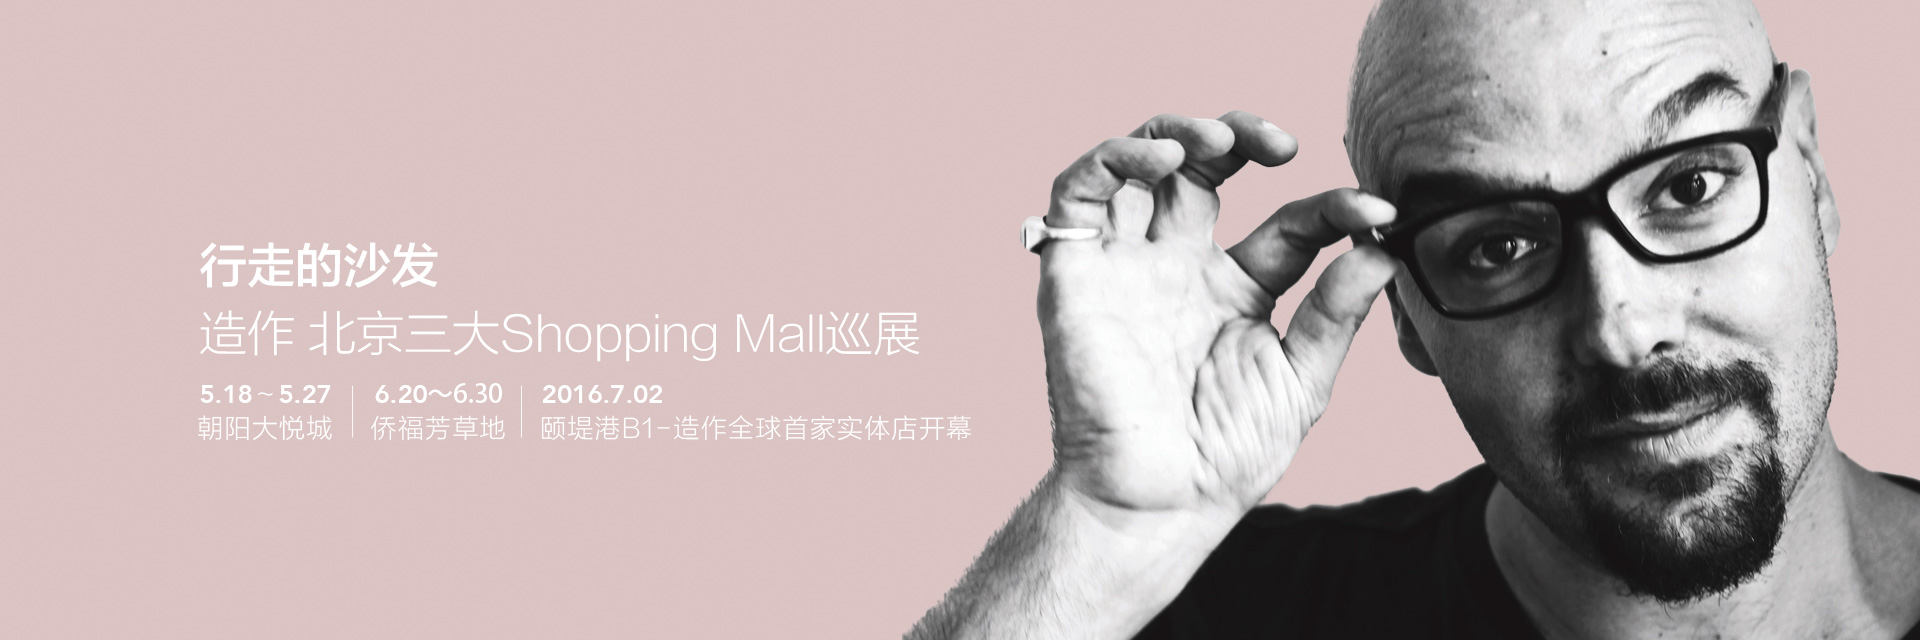 行走的沙发
造作 北京三大Shopping Mall巡展
5.18~5.27 6.20～6.30 2016.7.02
朝阳大悦城 侨福芳草地 颐堤港B1-造作全球首家实体店开幕